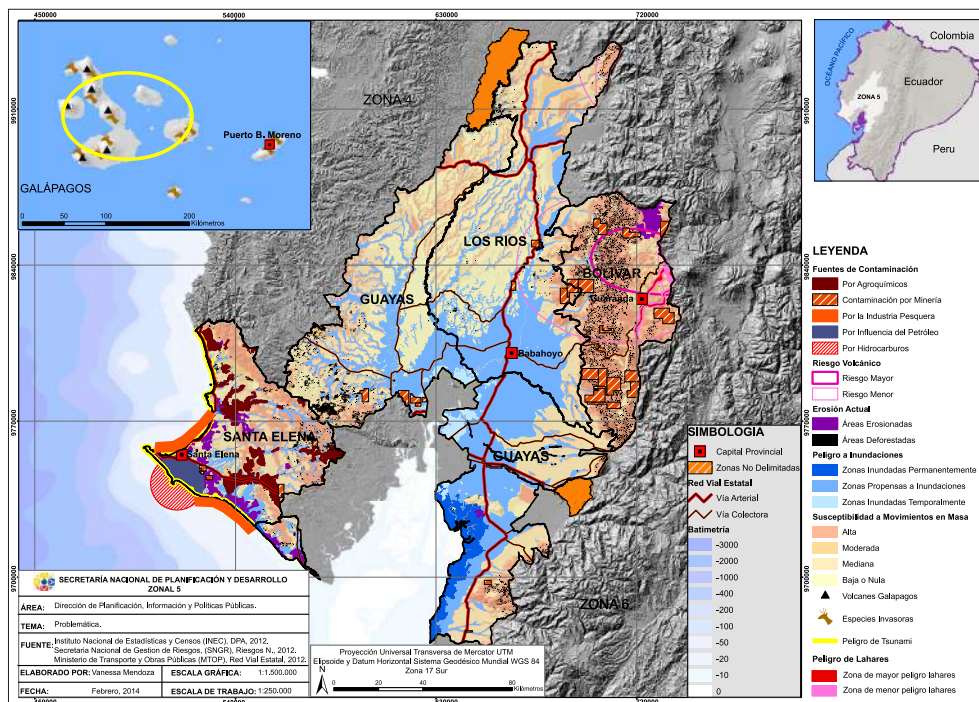 450000
540000
630000
720000
Puerto B. Moreno
GALÁPAGOS
0 50 100 200
Kilómetros
ZONA 4
Colombia
OCÉANO PACÍFICO
Ecuador
ZONA 5
Peru
9910000
9910000
9840000
9840000
9770000
9770000
9700000
9700000
LOS RIOS
BOLIVAR
Guaranda
GUAYAS
Babahoyo
SANTA ELENA
Santa Elena
GUAYAS
ZONA 6
LEYENDA
Fuentes de Contaminación
Por Agroquímicos
Contaminación por Minería
Por la Industria Pesquera
Por Influencia del Petróleo
Por Hidrocarburos
Riesgo Volcánico
Riesgo Mayor
Riesgo Menor
Erosión Actual
Áreas Erosionadas
Áreas Deforestadas
Peligro a Inundaciones
Zonas Inundadas Permanentemente
Zonas Propensas a Inundaciones
Zonas Inundadas Temporalmente
Susceptibilidad a Movimientos en Masa
Alta
Moderada
Mediana
Baja o Nula
Volcanes Galapagos
Especies Invasoras
Peligro de Tsunami
Peligro de Lahares
Zona de mayor peligro lahares
Zona de menor peligro lahares
SIMBOLOGÍA
Capital Provincial
Zonas No Delimitadas
Red Vial Estatal
Vía Arterial
Vía Colectora
Batimetria
-3000
-2000
-1000
-400
-200
-100
-50
-20
-10
0
SECRETARÍA NACIONAL DE PLANIFICACIÓN Y DESARROLLO
ZONAL 5
ÁREA: Dirección de Planificación, Información y Políticas Públicas.
TEMA: Problemática.
FUENTE: Instituto Nacional de Estadísticas y Censos (INEC), DPA, 2012.
Secretaria Nacional de Gestion de Riesgos, (SNGR), Riesgos N., 2012.
Ministerio de Transporte y Obras Públicas (MTOP), Red Vial Estatal, 2012.
ELABORADO POR: Vanessa Mendoza ESCALA GRÁFICA: 1:1.500.000
FECHA: Febrero, 2014 ESCALA DE TRABAJO: 1:250.000
Proyección Universal Transversa de Mercator UTM
Elipsoide y Datum Horizontal Sistema Geodésico Mundial WGS 84
Zona 17 Sur
N
0 20 40 80
Kilómetros
450000
540000
630000
720000